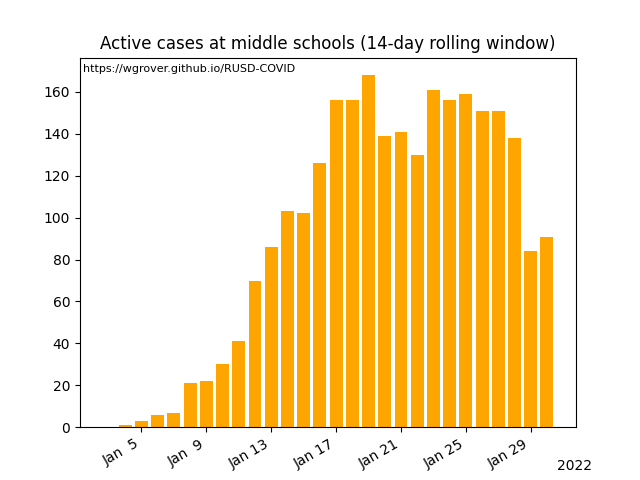 Active cases at middle schools (14-day rolling window)
https://wgrover.github.io/RUSD-COVID
160
140
120
100
80
60
40
20
0
Jan 5
Jan 9
Jan 13
Jan 17
Jan 21
Jan 25
Jan 29
2022